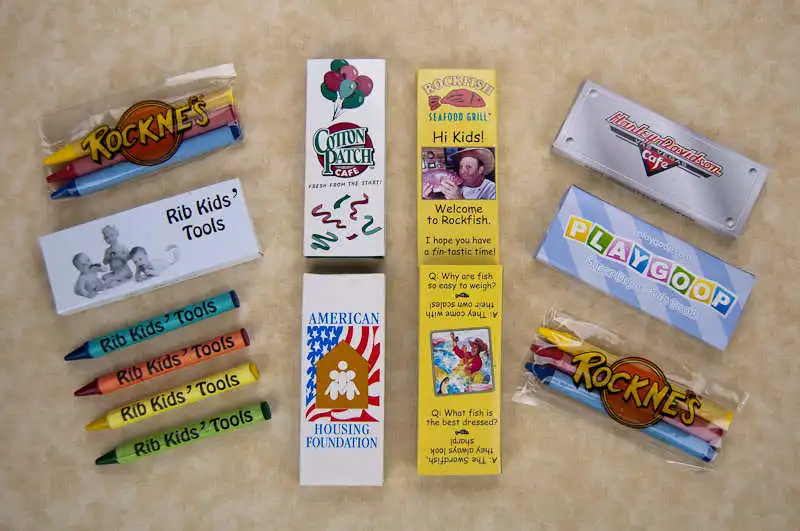 ROCKNE'S
Rib Kids'
Tools
Rib Kids' Tools
Rib Kids' Tools
Rib Kids' Tools
Rib Kids' Tools
COTTON
PATCH
CAFE
FRESH FROM THE START!
AMERICAN
HOUSING
FOUNDATION
ROCKFISH
SEAFOOD GRILL
Hi Kids!
Welcome
to Rockfish.
I hope you have
a fin-tastic time!
Q: Why are fish
so easy to weigh?
A: They come with
their own scales!
Q: What fish is
the best dressed?
A: The Swordfish,
they always look
sharp!
Harley-Davidson
Cafe
playgoop.com
PLAYGOOP
ROCKNE'S